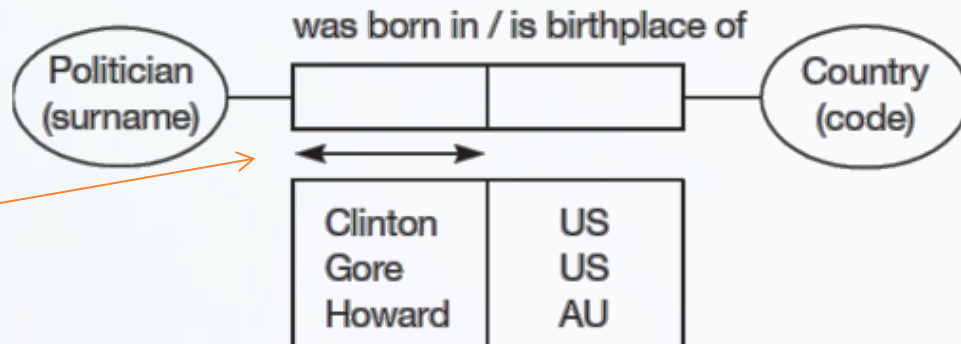 was born in / is birthplace of
Politician
(surname)
Country
(code)
Clinton US
Gore US
Howard AU